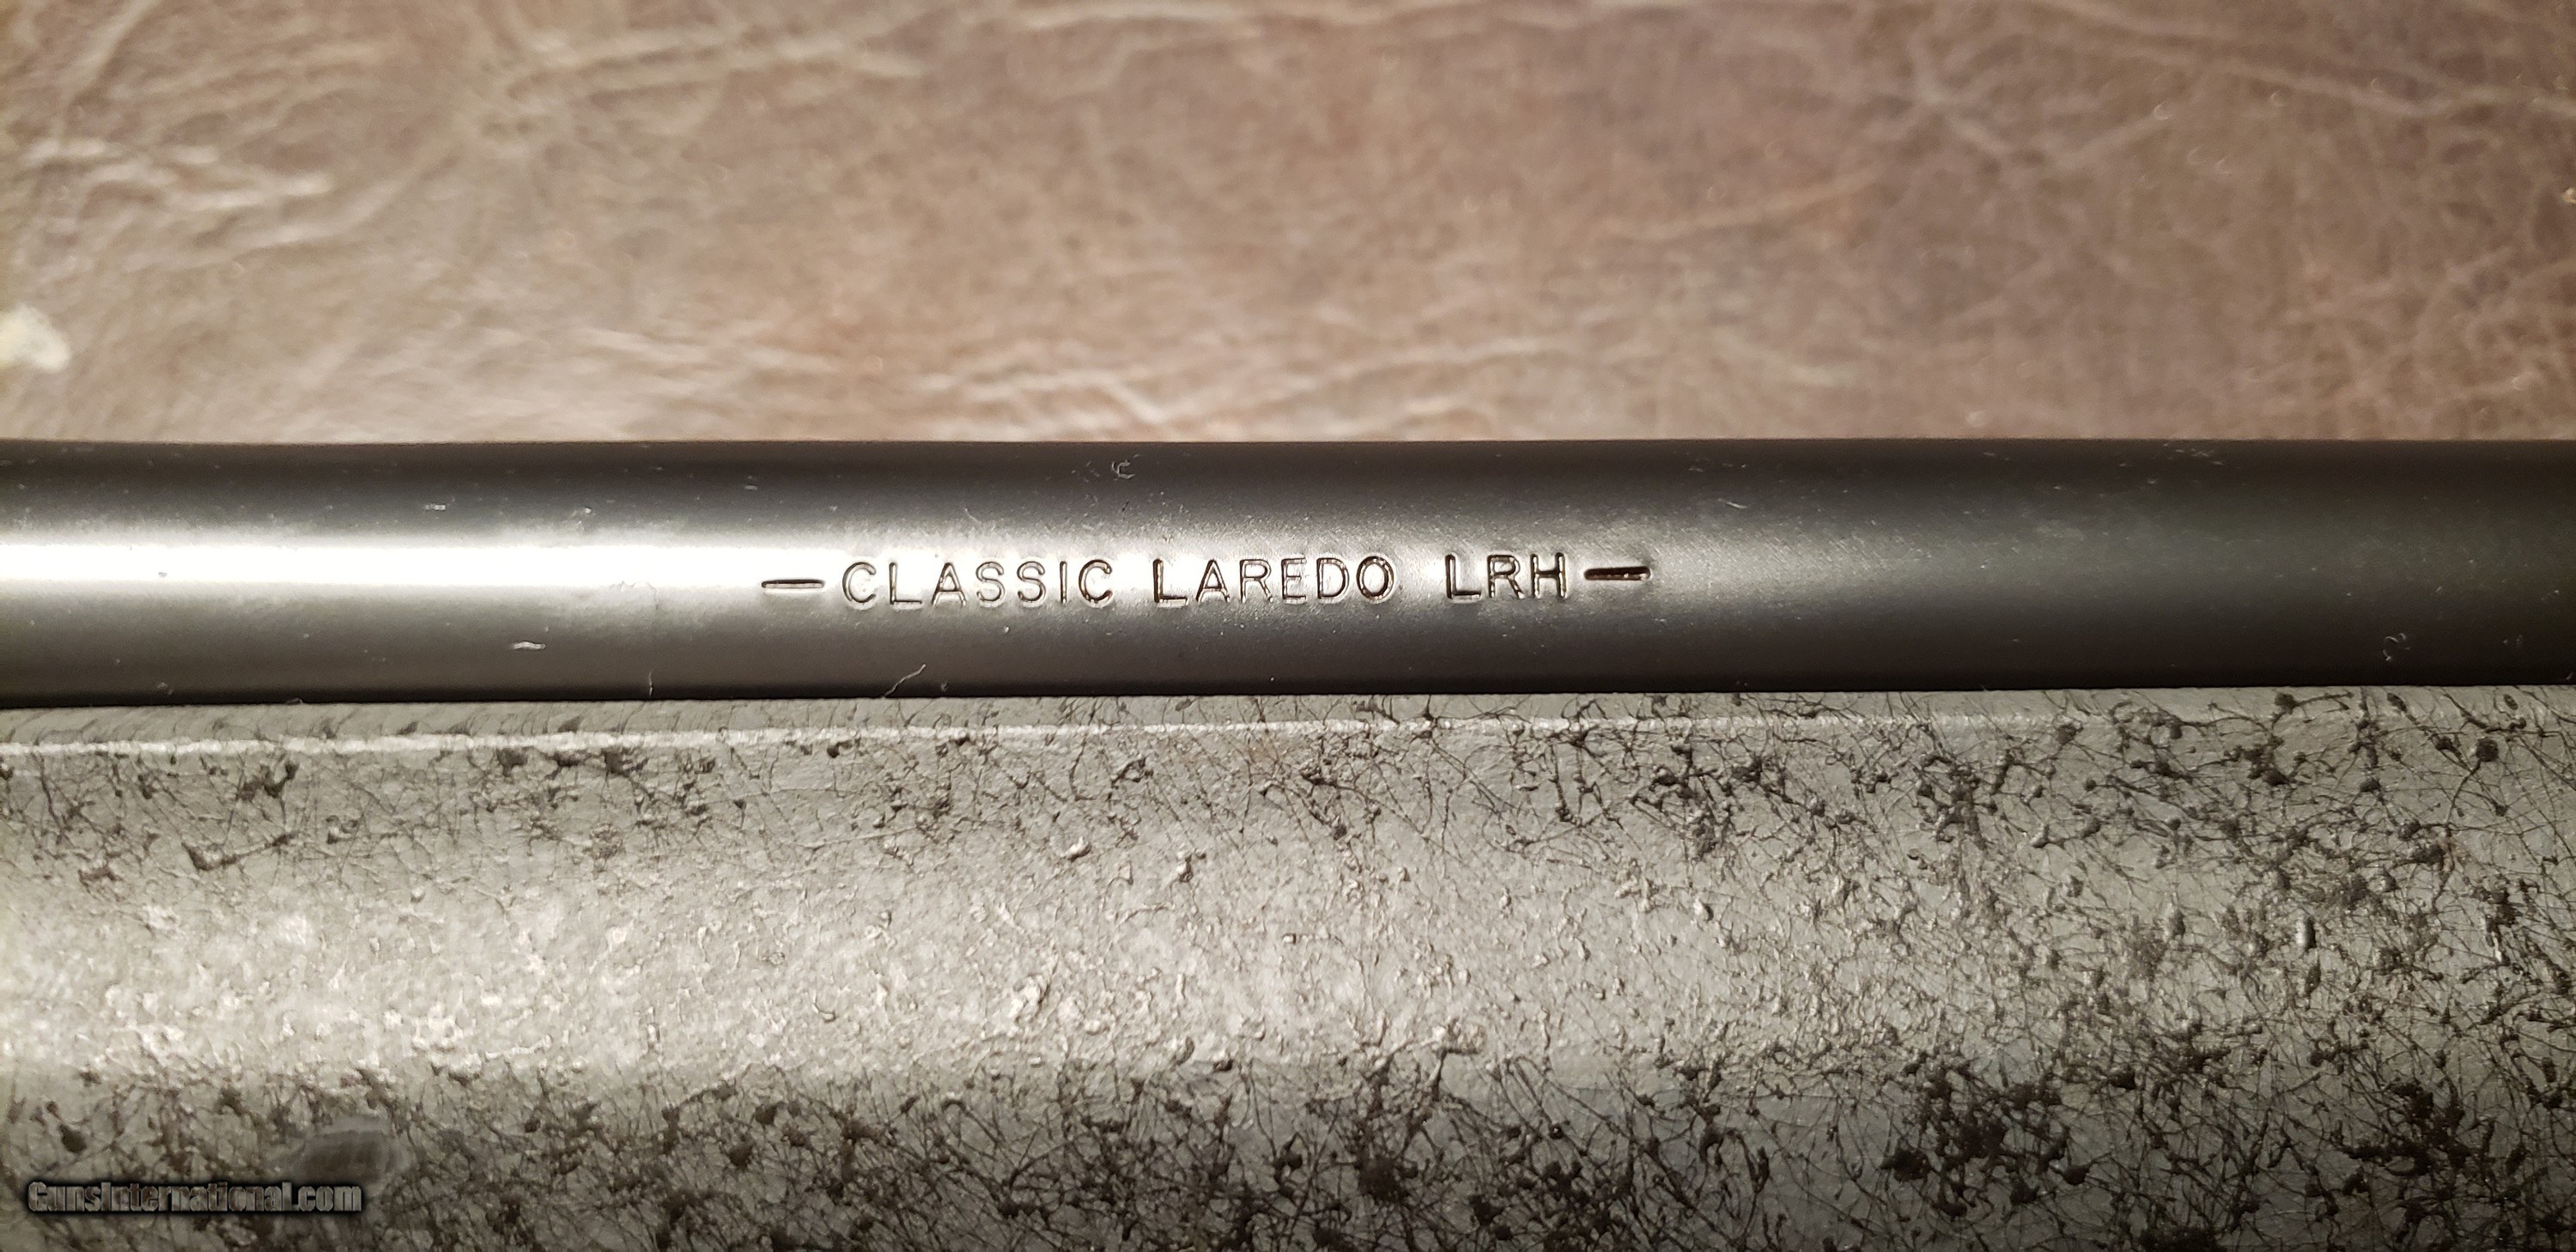 —CLASSIC LAREDO LRH—
GunsInternational.com